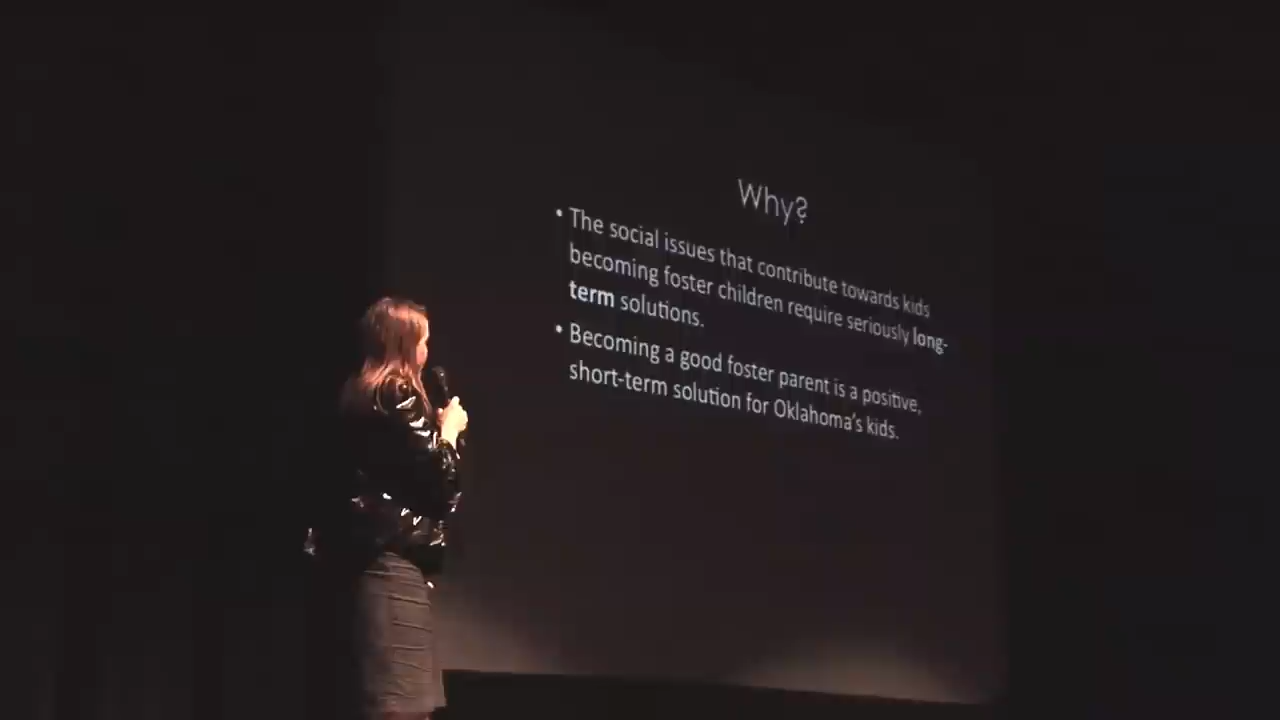 Why?
• The social issues that contribute towards kids
becoming foster children require seriously long-
term solutions.
• Becoming a good foster parent is a positive,
short-term solution for Oklahoma's kids.